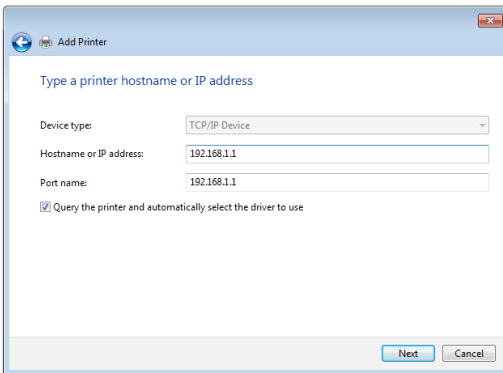 Add Printer
Type a printer hostname or IP address
Device type: TCP/IP Device
Hostname or IP address: 192.168.1.1
Port name: 192.168.1.1
Query the printer and automatically select the driver to use
Next Cancel